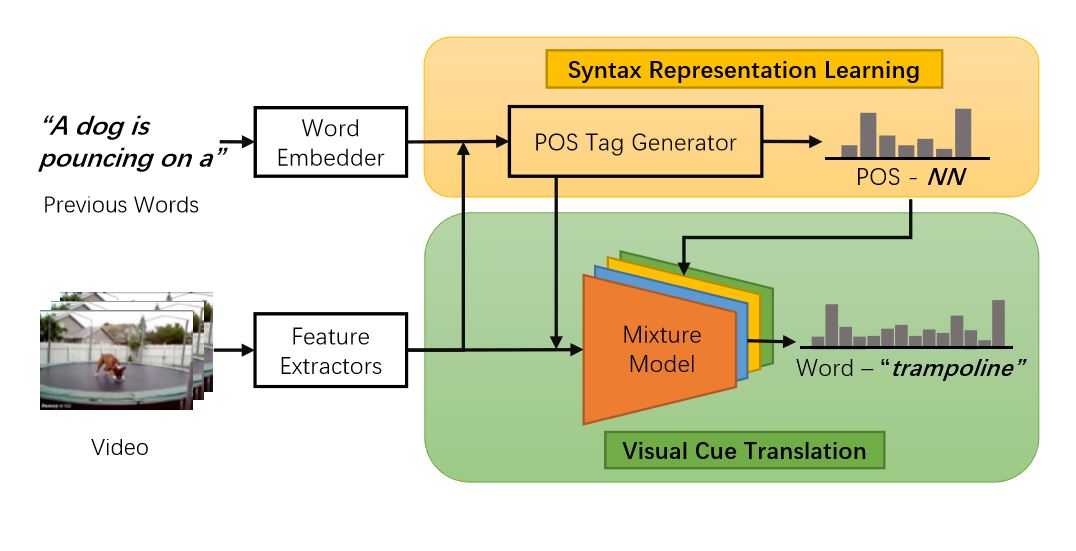 Syntax Representation Learning
“A dog is
pouncing on a”
Previous Words
Word
Embedder
POS Tag Generator
POS - NN
Video
Feature
Extractors
Mixture
Model
Word – “trampoline”
Visual Cue Translation